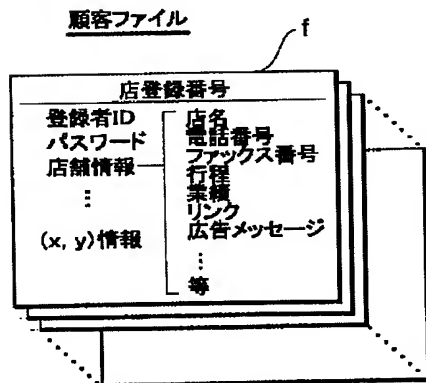 顧客ファイル
f
店登録番号
登録者ID
パスワード
店舗情報
⋮
(x, y)情報
店名
電話番号
ファックス番号
行程
業績
リンク
広告メッセージ
⋮
等